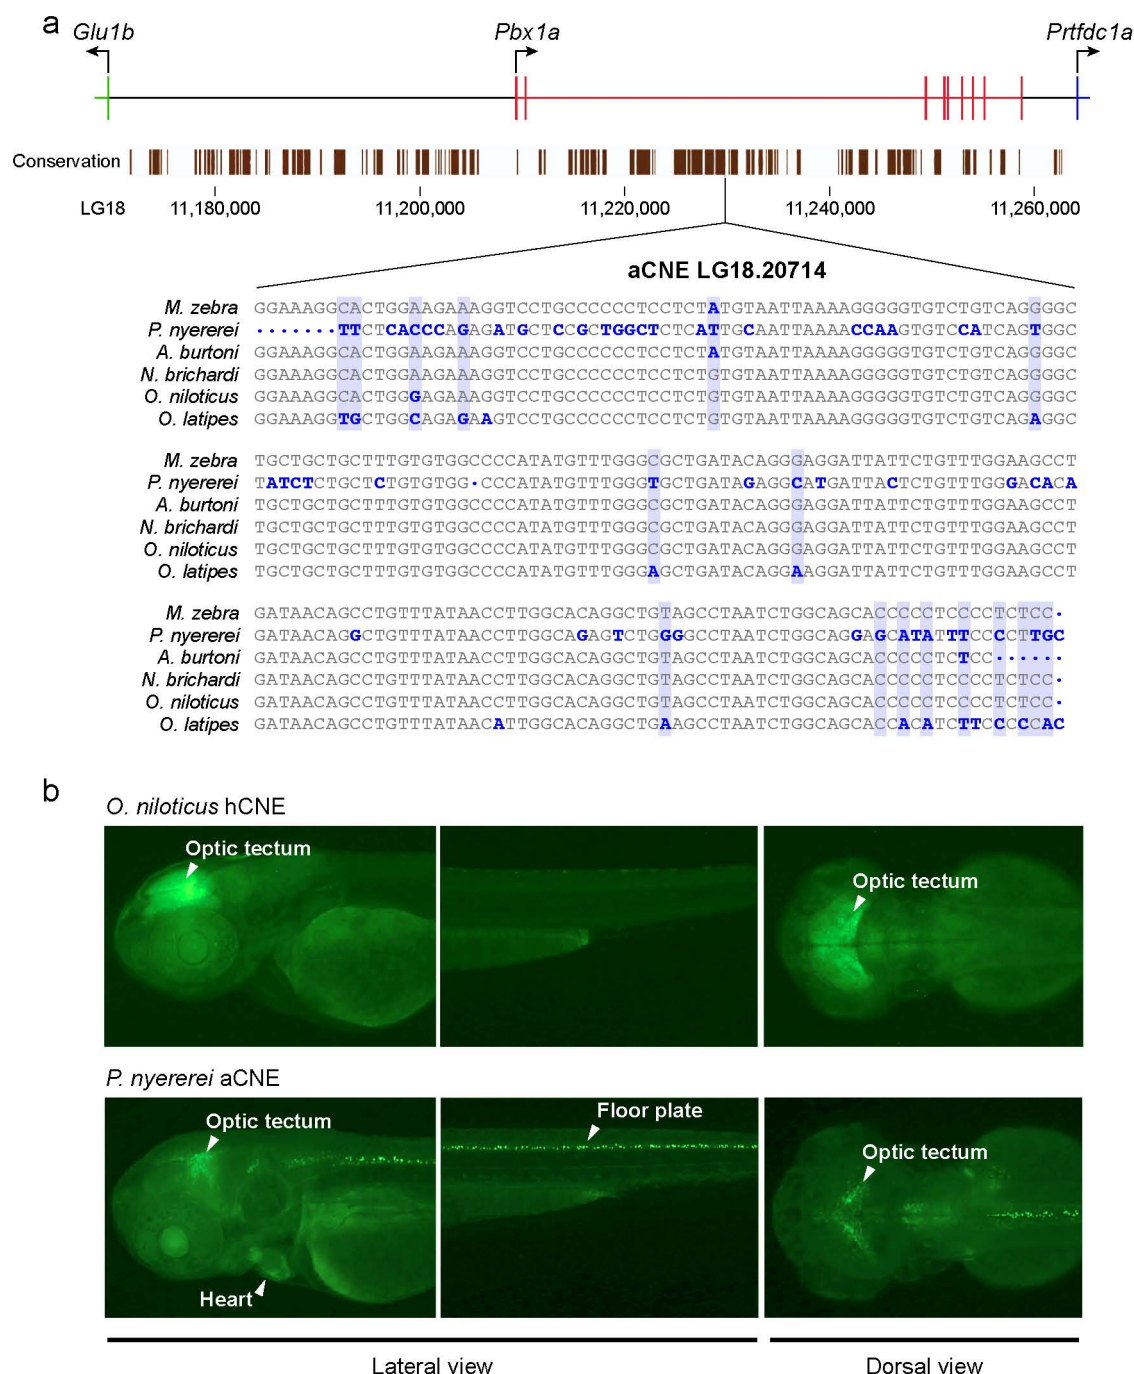 a
Glu1b Pbx1a Prtfdc1a
Conservation
LG18 11,180,000 11,200,000 11,220,000 11,240,000 11,260,000
aCNE LG18.20714
M. zebra GGAAAGGCACTGGAAGAAAGGTCCTGCCCCCCTCCTCTATGTAATTAAAAGGGGGTGTCTGTCAGGGGC
P. nyererei ·······TTCTCACCCAGAGATGCTCCGCTGGCTCTCATTGCAATTAAAACCAAGTGTCCATCAGTGGC
A. burtoni GGAAAGGCACTGGAAGAAAGGTCCTGCCCCCCTCCTCTATGTAATTAAAAGGGGGTGTCTGTCAGGGGC
N. brichardi GGAAAGGCACTGGAAGAAAGGTCCTGCCCCCCTCCTCTGTGTAATTAAAAGGGGGTGTCTGTCAGGGGC
O. niloticus GGAAAGGCACTGGGAGAAAGGTCCTGCCCCCCTCCTCTGTGTAATTAAAAGGGGGTGTCTGTCAGGGGC
O. latipes GGAAAGGTGCTGGCAGAGAAGTCCTGCCCCCCTCCTCTGTGTAATTAAAAGGGGGTGTCTGTCAGAGGC
M. zebra TGCTGCTGCTTTGTGTGGCCCCATATGTTTGGGCGCTGATACAGGGAGGATTATTCTGTTTGGAAGCCT
P. nyererei TATCTCTGCTCTGTGTGG·CCCATATGTTTGGGTGCTGATAGAGGCATGATTACTCTGTTTGGACACA
A. burtoni TGCTGCTGCTTTGTGTGGCCCCATATGTTTGGGCGCTGATACAGGGAGGATTATTCTGTTTGGAAGCCT
N. brichardi TGCTGCTGCTTTGTGTGGCCCCATATGTTTGGGCGCTGATACAGGGAGGATTATTCTGTTTGGAAGCCT
O. niloticus TGCTGCTGCTTTGTGTGGCCCCATATGTTTGGGCGCTGATACAGGGAGGATTATTCTGTTTGGAAGCCT
O. latipes TGCTGCTGCTTTGTGTGGCCCCATATGTTTGGGAGCTGATACAGGAAGGATTATTCTGTTTGGAAGCCT
M. zebra GATAACAGCCTGTTTATAACCTTGGCACAGGCTGTAGCCTAATCTGGCAGCACCCCCTCCCCTCTCC·
P. nyererei GATAACAGGCTGTTTATAACCTTGGCAGAGTCTGGGGCCTAATCTGGCAGGAGCATATTTCCCCTTGC
A. burtoni GATAACAGCCTGTTTATAACCTTGGCACAGGCTGTAGCCTAATCTGGCAGCACCCCCTCTCC······
N. brichardi GATAACAGCCTGTTTATAACCTTGGCACAGGCTGTAGCCTAATCTGGCAGCACCCCCTCCCCTCTCC·
O. niloticus GATAACAGCCTGTTTATAACCTTGGCACAGGCTGTAGCCTAATCTGGCAGCACCCCCTCCCCTCTCC·
O. latipes GATAACAGCCTGTTTATAACATTGGCACAGGCTGAAGCCTAATCTGGCAGCACCACATCTTCCCCCAC
b
O. niloticus hCNE
Optic tectum
Optic tectum
P. nyererei aCNE
Optic tectum
Heart
Floor plate
Optic tectum
Lateral view Dorsal view